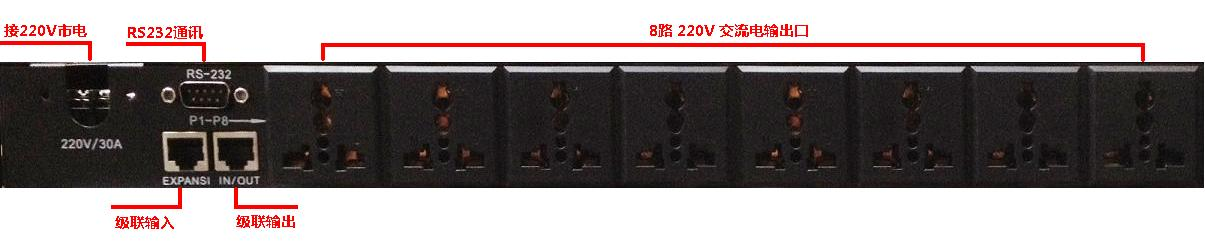 接220V市电
RS232通讯
8路 220V 交流电输出口
RS-232
P1-P8
220V/30A
EXPANSI
IN/OUT
级联输入
级联输出